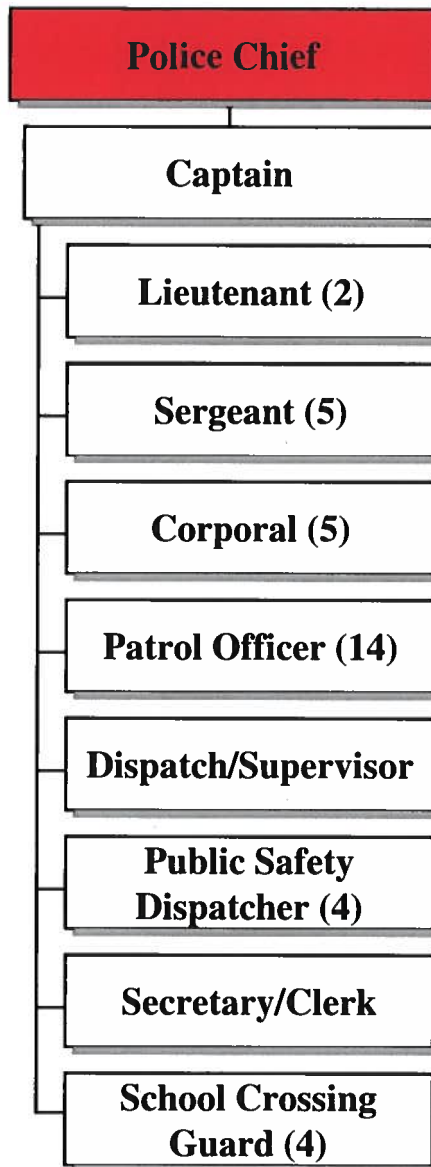 Police Chief
Captain
Lieutenant (2)
Sergeant (5)
Corporal (5)
Patrol Officer (14)
Dispatch/Supervisor
Public Safety
Dispatcher (4)
Secretary/Clerk
School Crossing
Guard (4)